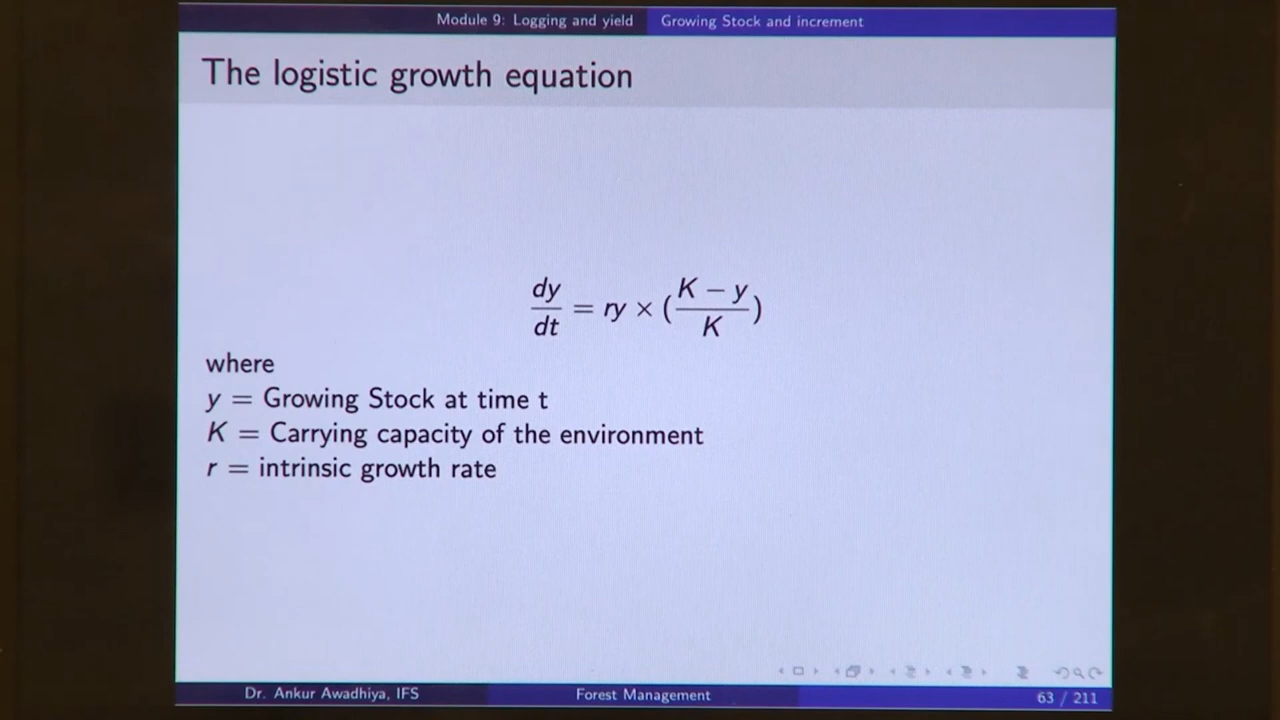 Module 9: Logging and yield Growing Stock and increment
The logistic growth equation
dy/dt = ry × (K − y/K)
where
y = Growing Stock at time t
K = Carrying capacity of the environment
r = intrinsic growth rate
Dr. Ankur Awadhiya, IFS Forest Management 63 / 211